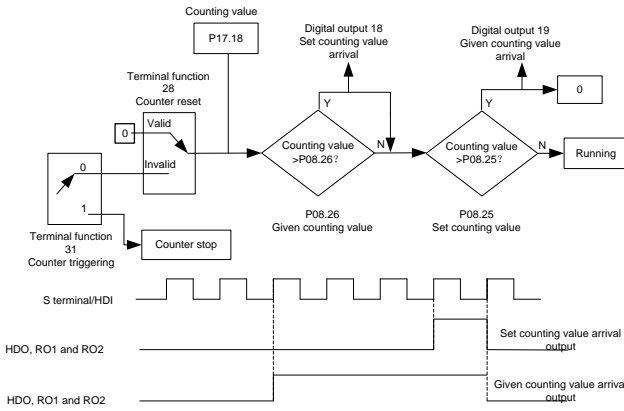 Counting value
P17.18
Digital output 18
Set counting value
arrival
Digital output 19
Given counting value
arrival
Terminal function
28
Counter reset
0
Valid
Invalid
Y
Y
0
Counting value
>P08.26?
N
Counting value
>P08.25?
N
Running
0
1
Terminal function
31
Counter triggering
Counter stop
P08.26
Given counting value
P08.25
Set counting value
S terminal/HDI
HDO, RO1 and RO2
Set counting value arrival
output
HDO, RO1 and RO2
Given counting value arrival
output